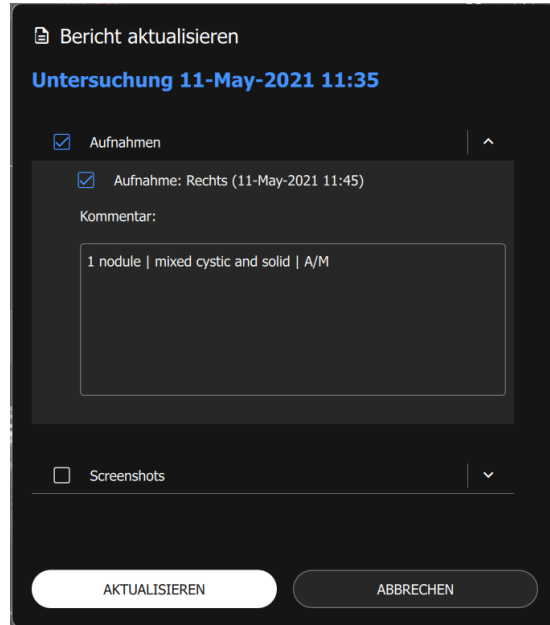 Bericht aktualisieren
Untersuchung 11-May-2021 11:35
Aufnahmen
Aufnahme: Rechts (11-May-2021 11:45)
Kommentar:
1 nodule | mixed cystic and solid | A/M
Screenshots
AKTUALISIEREN
ABBRECHEN